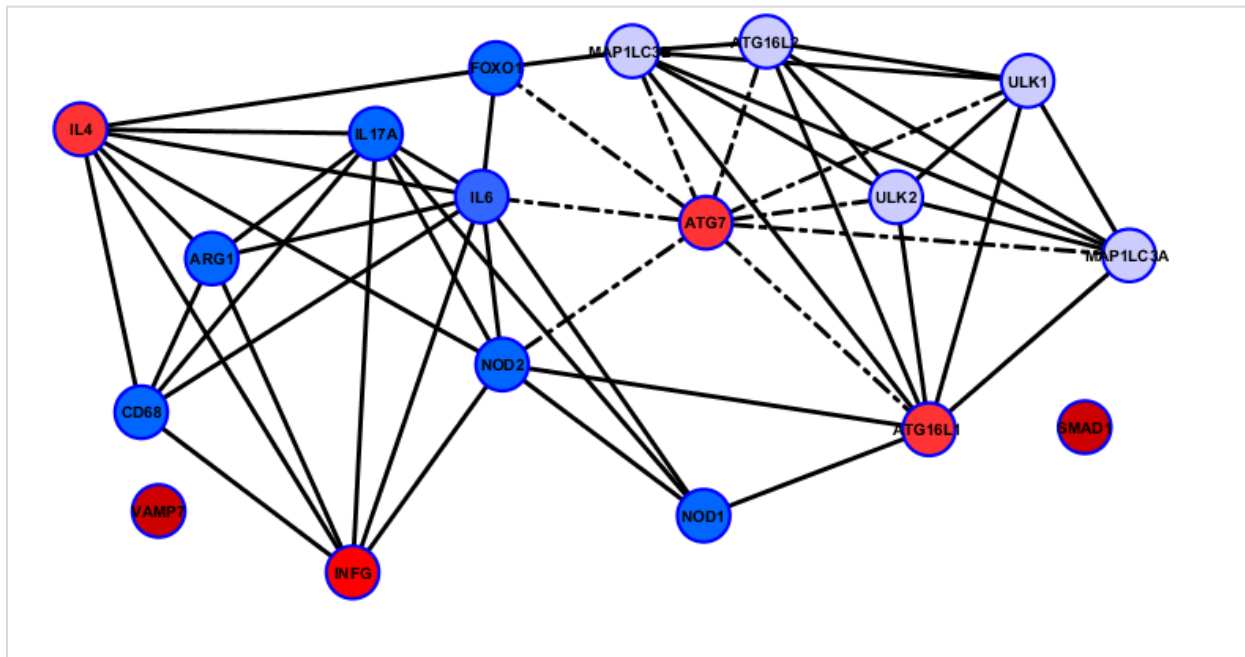 MAP1LC3B
ATG16L2
FOXO1
ULK1
IL4
IL17A
IL6
ULK2
ATG7
ARG1
MAP1LC3A
NOD2
CD68
ATG16L1
SMAD1
VAMP7
NOD1
INFG